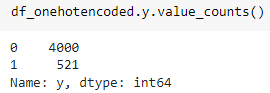 df_onehotencoded.y.value_counts()
0    4000
1     521
Name: y, dtype: int64